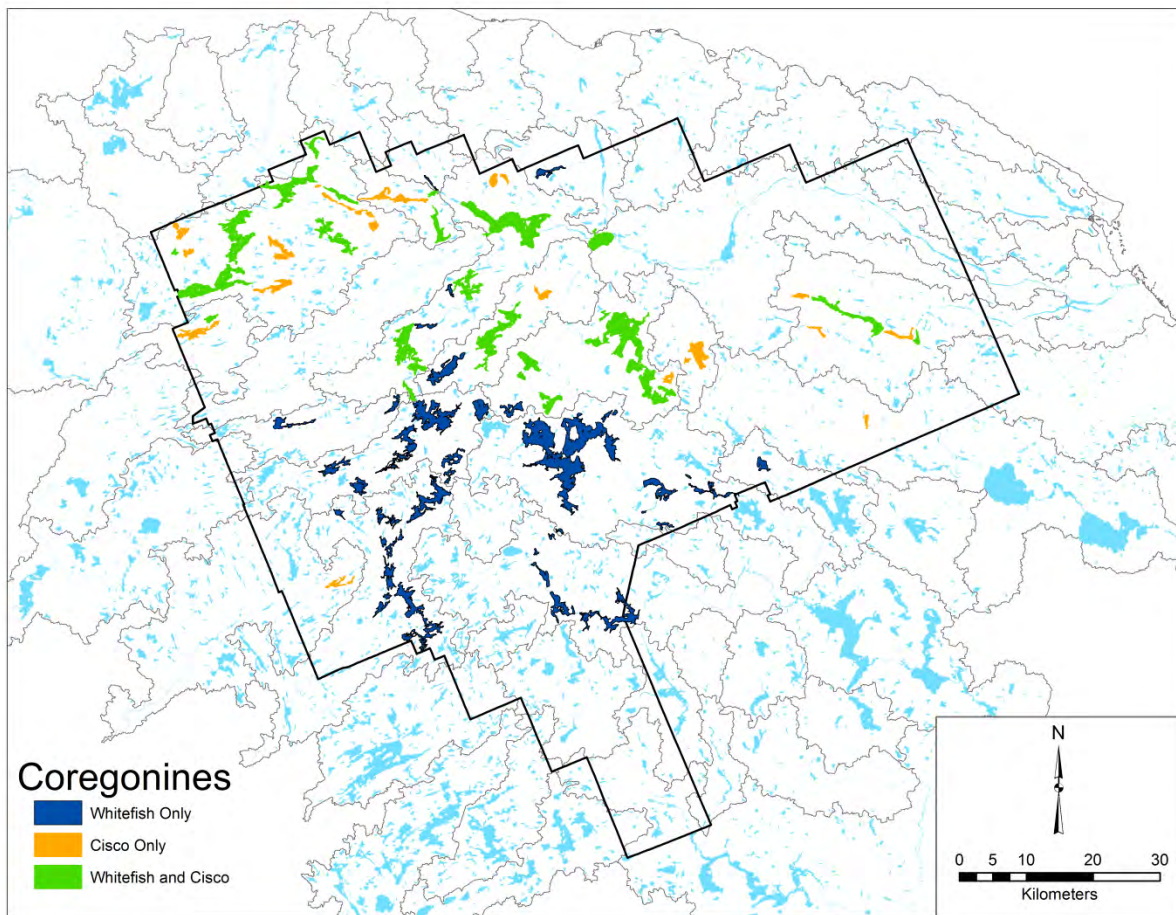 Coregonines
Whitefish Only
Cisco Only
Whitefish and Cisco
N
0 5 10 20 30
Kilometers